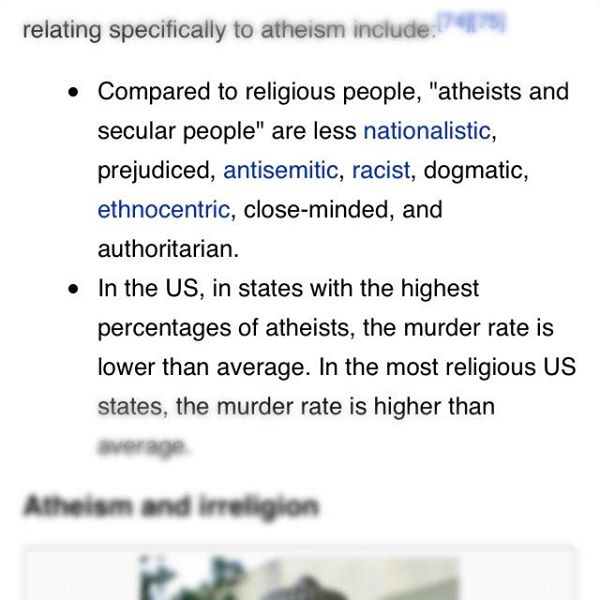 relating specifically to atheism include:[74][75]
• Compared to religious people, "atheists and
secular people" are less nationalistic,
prejudiced, antisemitic, racist, dogmatic,
ethnocentric, close-minded, and
authoritarian.
• In the US, in states with the highest
percentages of atheists, the murder rate is
lower than average. In the most religious US
states, the murder rate is higher than
average.
Atheism and irreligion